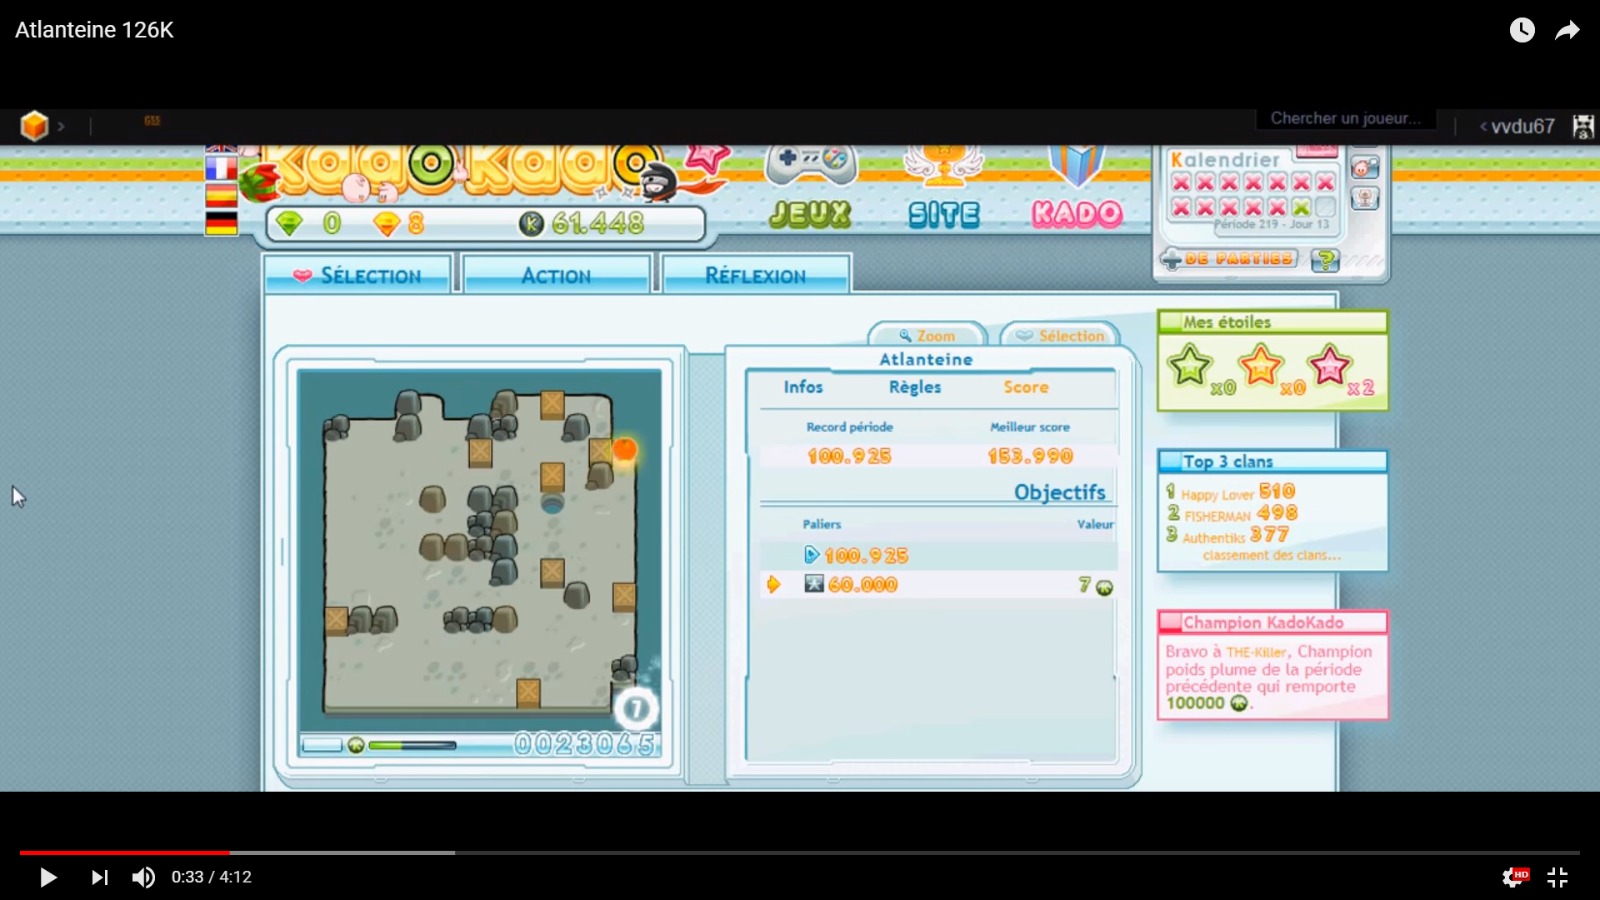 Atlanteine 126K
Chercher un joueur...
vvdu67
KadoKado
0 8 61.448
JEUX SITE KADO
Kalendrier
Période 219 - Jour 13
+ DE PARTIES ?
SÉLECTION ACTION RÉFLEXION
Zoom Sélection
Atlanteine
Infos Règles Score
Record période Meilleur score
100.925 153.990
Objectifs
Paliers Valeur
100.925
60.000 7
7
0023065
Mes étoiles
x0 x0 x2
Top 3 clans
1 Happy Lover 510
2 FISHERMAN 498
3 Authentiks 377
classement des clans...
Champion KadoKado
Bravo à THE-Killer, Champion
poids plume de la période
précédente qui remporte
100000 .
0:33 / 4:12
HD